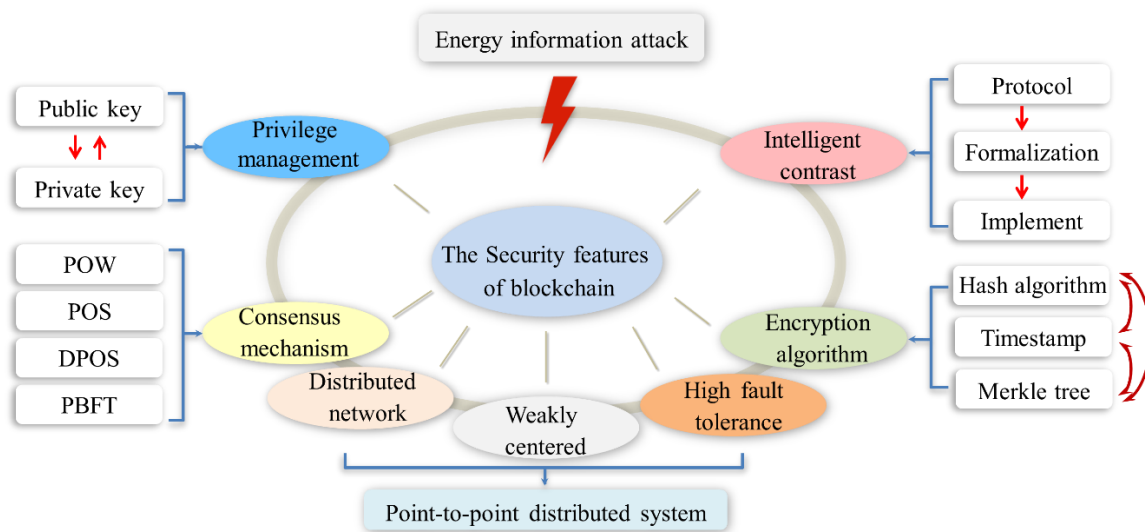 Energy information attack
Public key
Private key
Privilege
management
Intelligent
contrast
Protocol
Formalization
Implement
The Security features
of blockchain
POW
POS
DPOS
PBFT
Consensus
mechanism
Encryption
algorithm
Hash algorithm
Timestamp
Merkle tree
Distributed
network
Weakly
centered
High fault
tolerance
Point-to-point distributed system